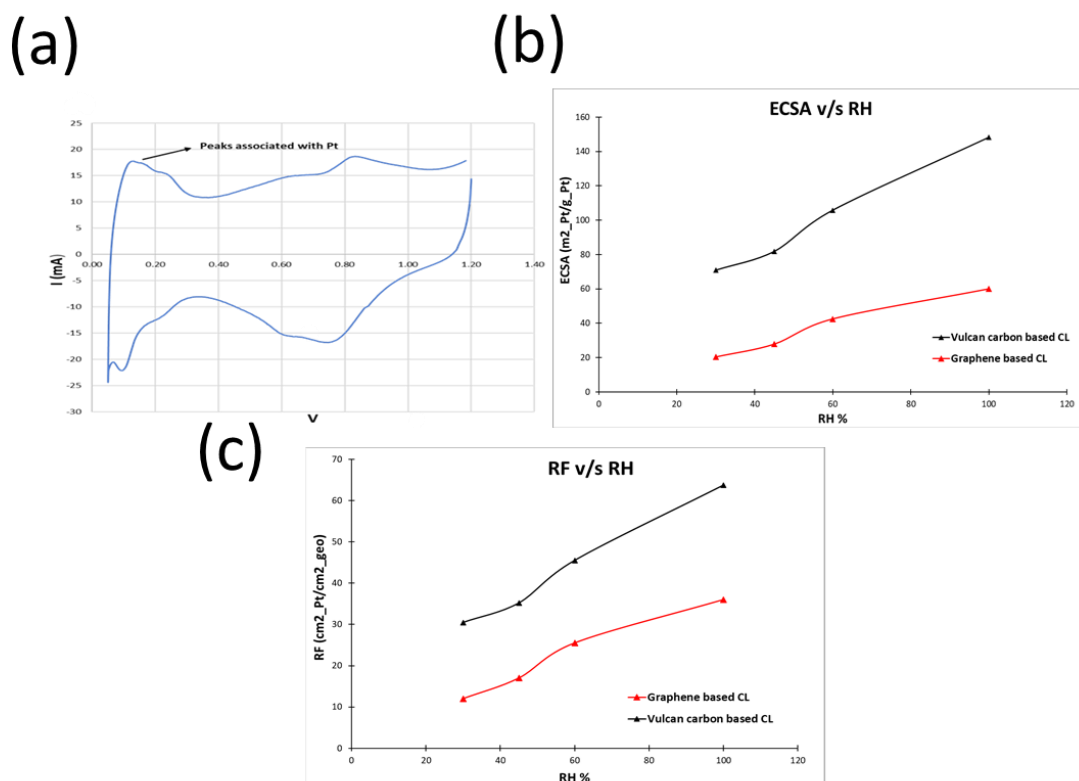 (a)
25
20
15
10
5
0
-5
-10
-15
-20
-25
-30
I (mA)
Peaks associated with Pt
0.00 0.20 0.40 0.60 0.80 1.00 1.20 1.40
V
(b)
ECSA v/s RH
160
140
120
100
80
60
40
20
0
ECSA (m2_Pt/g_Pt)
Vulcan carbon based CL
Graphene based CL
0 20 40 60 80 100 120
RH %
(c)
RF v/s RH
70
60
50
40
30
20
10
0
RF (cm2_Pt/cm2_geo)
Graphene based CL
Vulcan carbon based CL
0 20 40 60 80 100 120
RH %